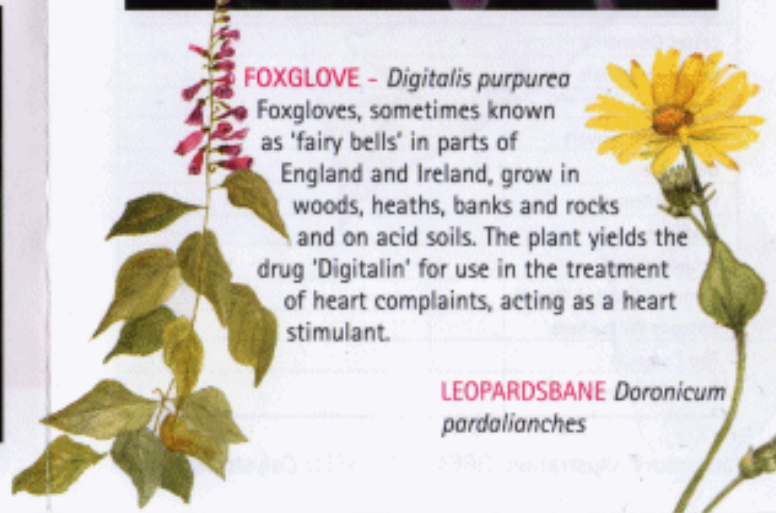 FOXGLOVE - Digitalis purpurea
Foxgloves, sometimes known
as 'fairy bells' in parts of
England and Ireland, grow in
woods, heaths, banks and rocks
and on acid soils. The plant yields the
drug 'Digitalin' for use in the treatment
of heart complaints, acting as a heart
stimulant.
LEOPARDSBANE Doronicum
pardalianches